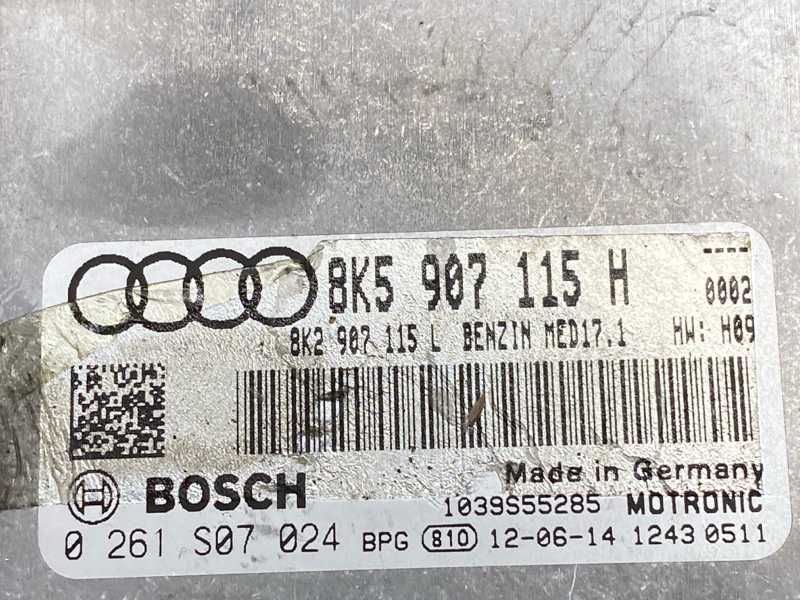 8K5 907 115 H
----
0002
8K2 907 115 L BENZIN MED17.1 HW: H09
Made in Germany
BOSCH
1039S55285 MOTRONIC
0 261 S07 024 BPG 810 12-06-14 1243 0511